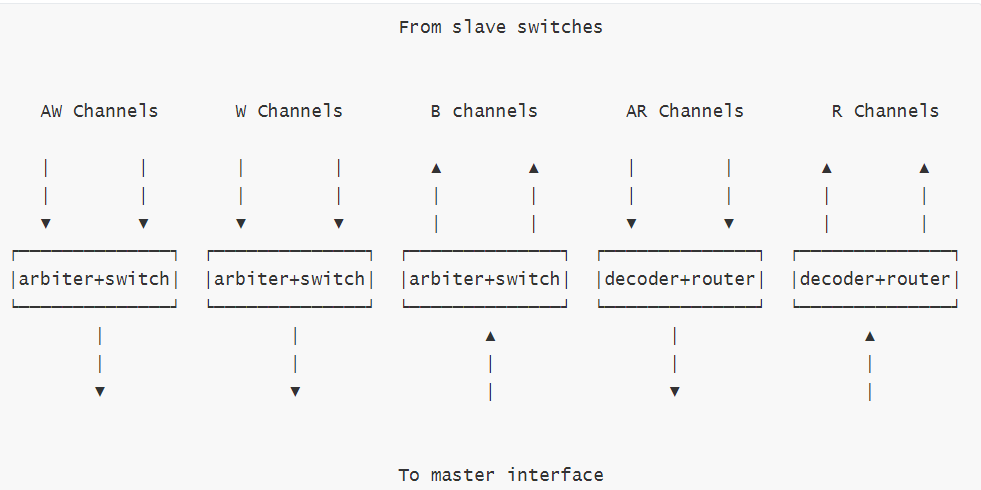 From slave switches
AW Channels W Channels B channels AR Channels R Channels
arbiter+switch arbiter+switch arbiter+switch decoder+router decoder+router
To master interface